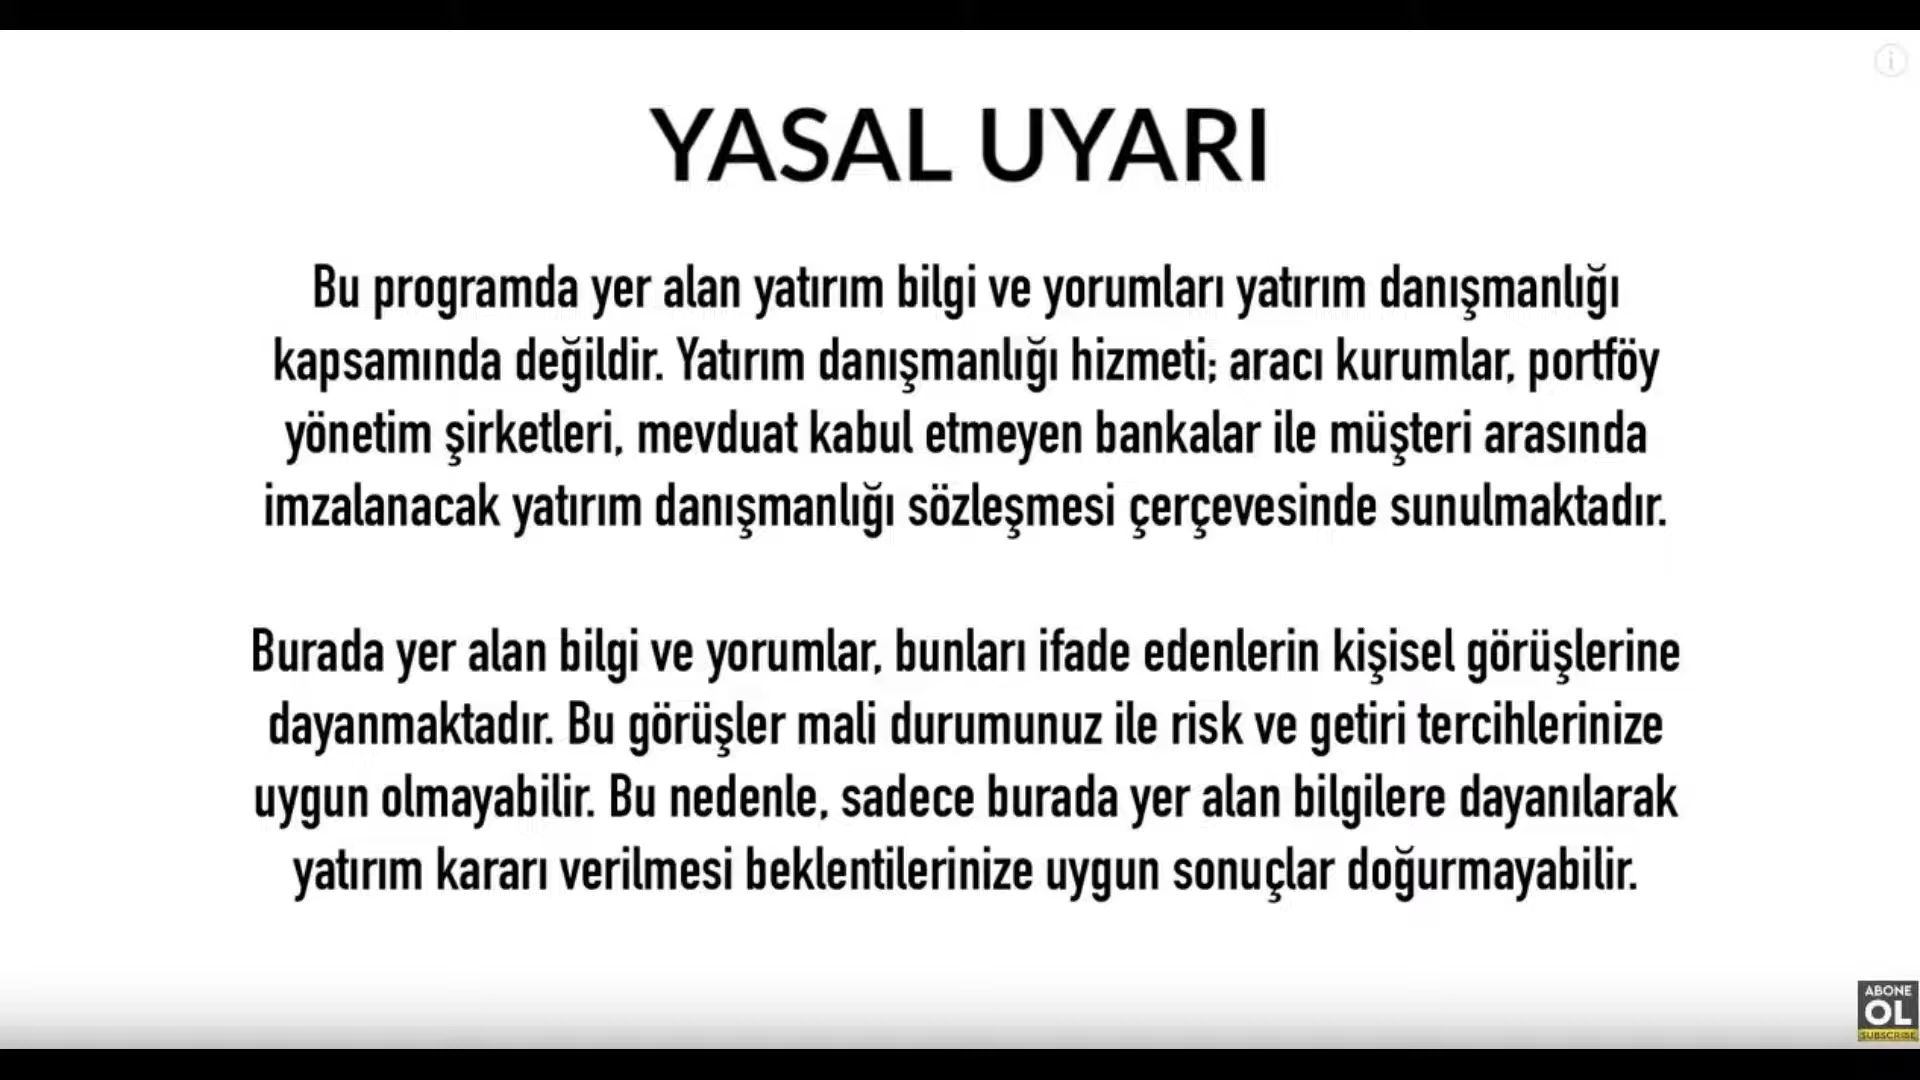 YASAL UYARI
Bu programda yer alan yatırım bilgi ve yorumları yatırım danışmanlığı
kapsamında değildir. Yatırım danışmanlığı hizmeti; aracı kurumlar, portföy
yönetim şirketleri, mevduat kabul etmeyen bankalar ile müşteri arasında
imzalanacak yatırım danışmanlığı sözleşmesi çerçevesinde sunulmaktadır.
Burada yer alan bilgi ve yorumlar, bunları ifade edenlerin kişisel görüşlerine
dayanmaktadır. Bu görüşler mali durumunuz ile risk ve getiri tercihlerinize
uygun olmayabilir. Bu nedenle, sadece burada yer alan bilgilere dayanılarak
yatırım kararı verilmesi beklentilerinize uygun sonuçlar doğurmayabilir.
ABONE
OL
SUBSCRIBE